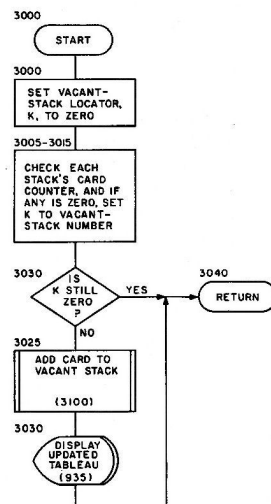 3000
START
3000
SET VACANT-
STACK LOCATOR,
K, TO ZERO
3005-3015
CHECK EACH
STACK'S CARD
COUNTER, AND IF
ANY IS ZERO, SET
K TO VACANT-
STACK NUMBER
3030
IS
K STILL
ZERO
?
YES
3040
RETURN
NO
3025
ADD CARD TO
VACANT STACK
(3100)
3030
DISPLAY
UPDATED
TABLEAU
(935)